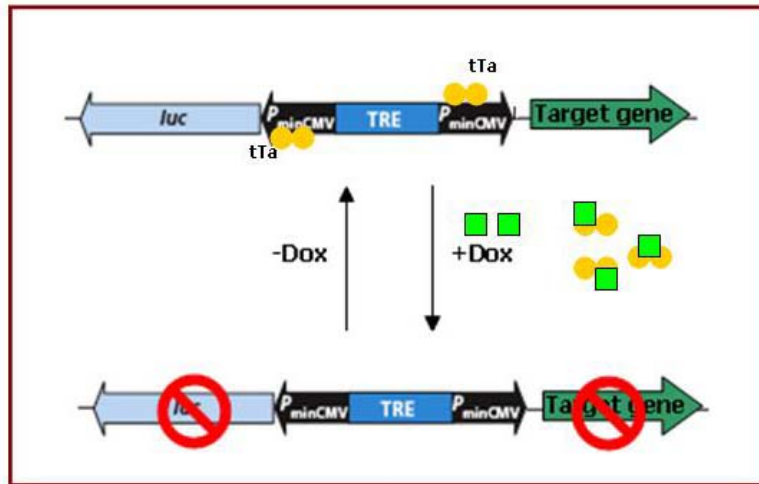 tTa
luc
PminCMV
TRE
PminCMV
Target gene
tTa
-Dox
+Dox
luc
PminCMV
TRE
PminCMV
Target gene